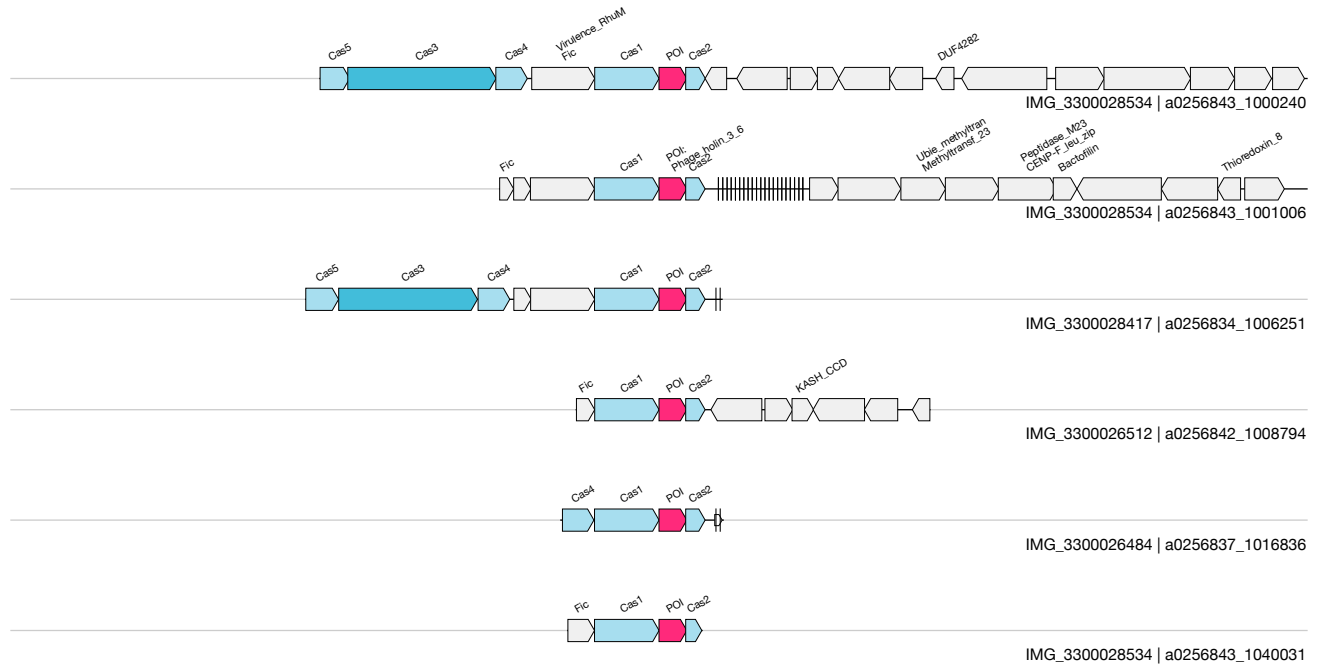 Virulence_RhuM
Cas5 Cas3 Cas4 Fic Cas1 POI Cas2 DUF4282
IMG_3300028534 | a0256843_1000240
Fic Cas1 POI: Phage_holin_3_6 Cas2 Ubie_methyltran Methyltransf_23 Peptidase_M23 CENP-F_leu_zip Bactofilin Thioredoxin_8
IMG_3300028534 | a0256843_1001006
Cas5 Cas3 Cas4 Cas1 POI Cas2
IMG_3300028417 | a0256834_1006251
Fic Cas1 POI Cas2 KASH_CCD
IMG_3300026512 | a0256842_1008794
Cas4 Cas1 POI Cas2
IMG_3300026484 | a0256837_1016836
Fic Cas1 POI Cas2
IMG_3300028534 | a0256843_1040031